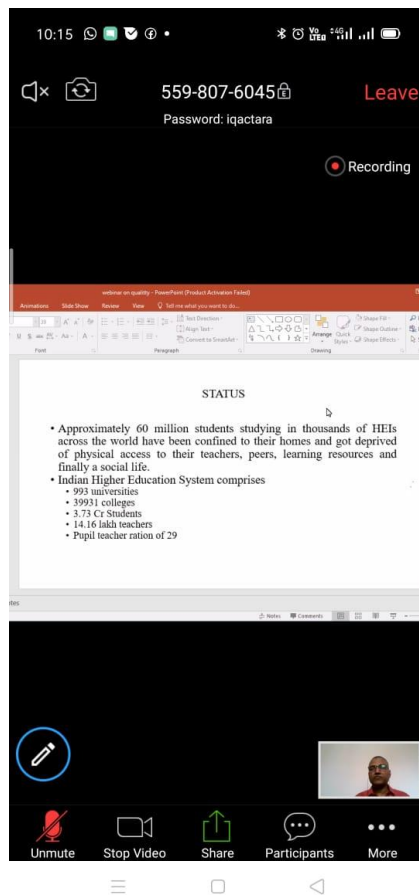 10:15
Vo LTE 4G
559-807-6045
Leave
Password: iqactara
Recording
webinar on quality - PowerPoint (Product Activation Failed)
Animations Slide Show Review View Tell me what you want to do...
Text Direction
Align Text
Convert to SmartArt
Arrange Quick Styles
Shape Fill
Shape Outline
Shape Effects
Font Paragraph Drawing
STATUS
• Approximately 60 million students studying in thousands of HEIs
across the world have been confined to their homes and got deprived
of physical access to their teachers, peers, learning resources and
finally a social life.
• Indian Higher Education System comprises
• 993 universities
• 39931 colleges
• 3.73 Cr Students
• 14.16 lakh teachers
• Pupil teacher ration of 29
Notes Comments
Unmute Stop Video Share Participants More